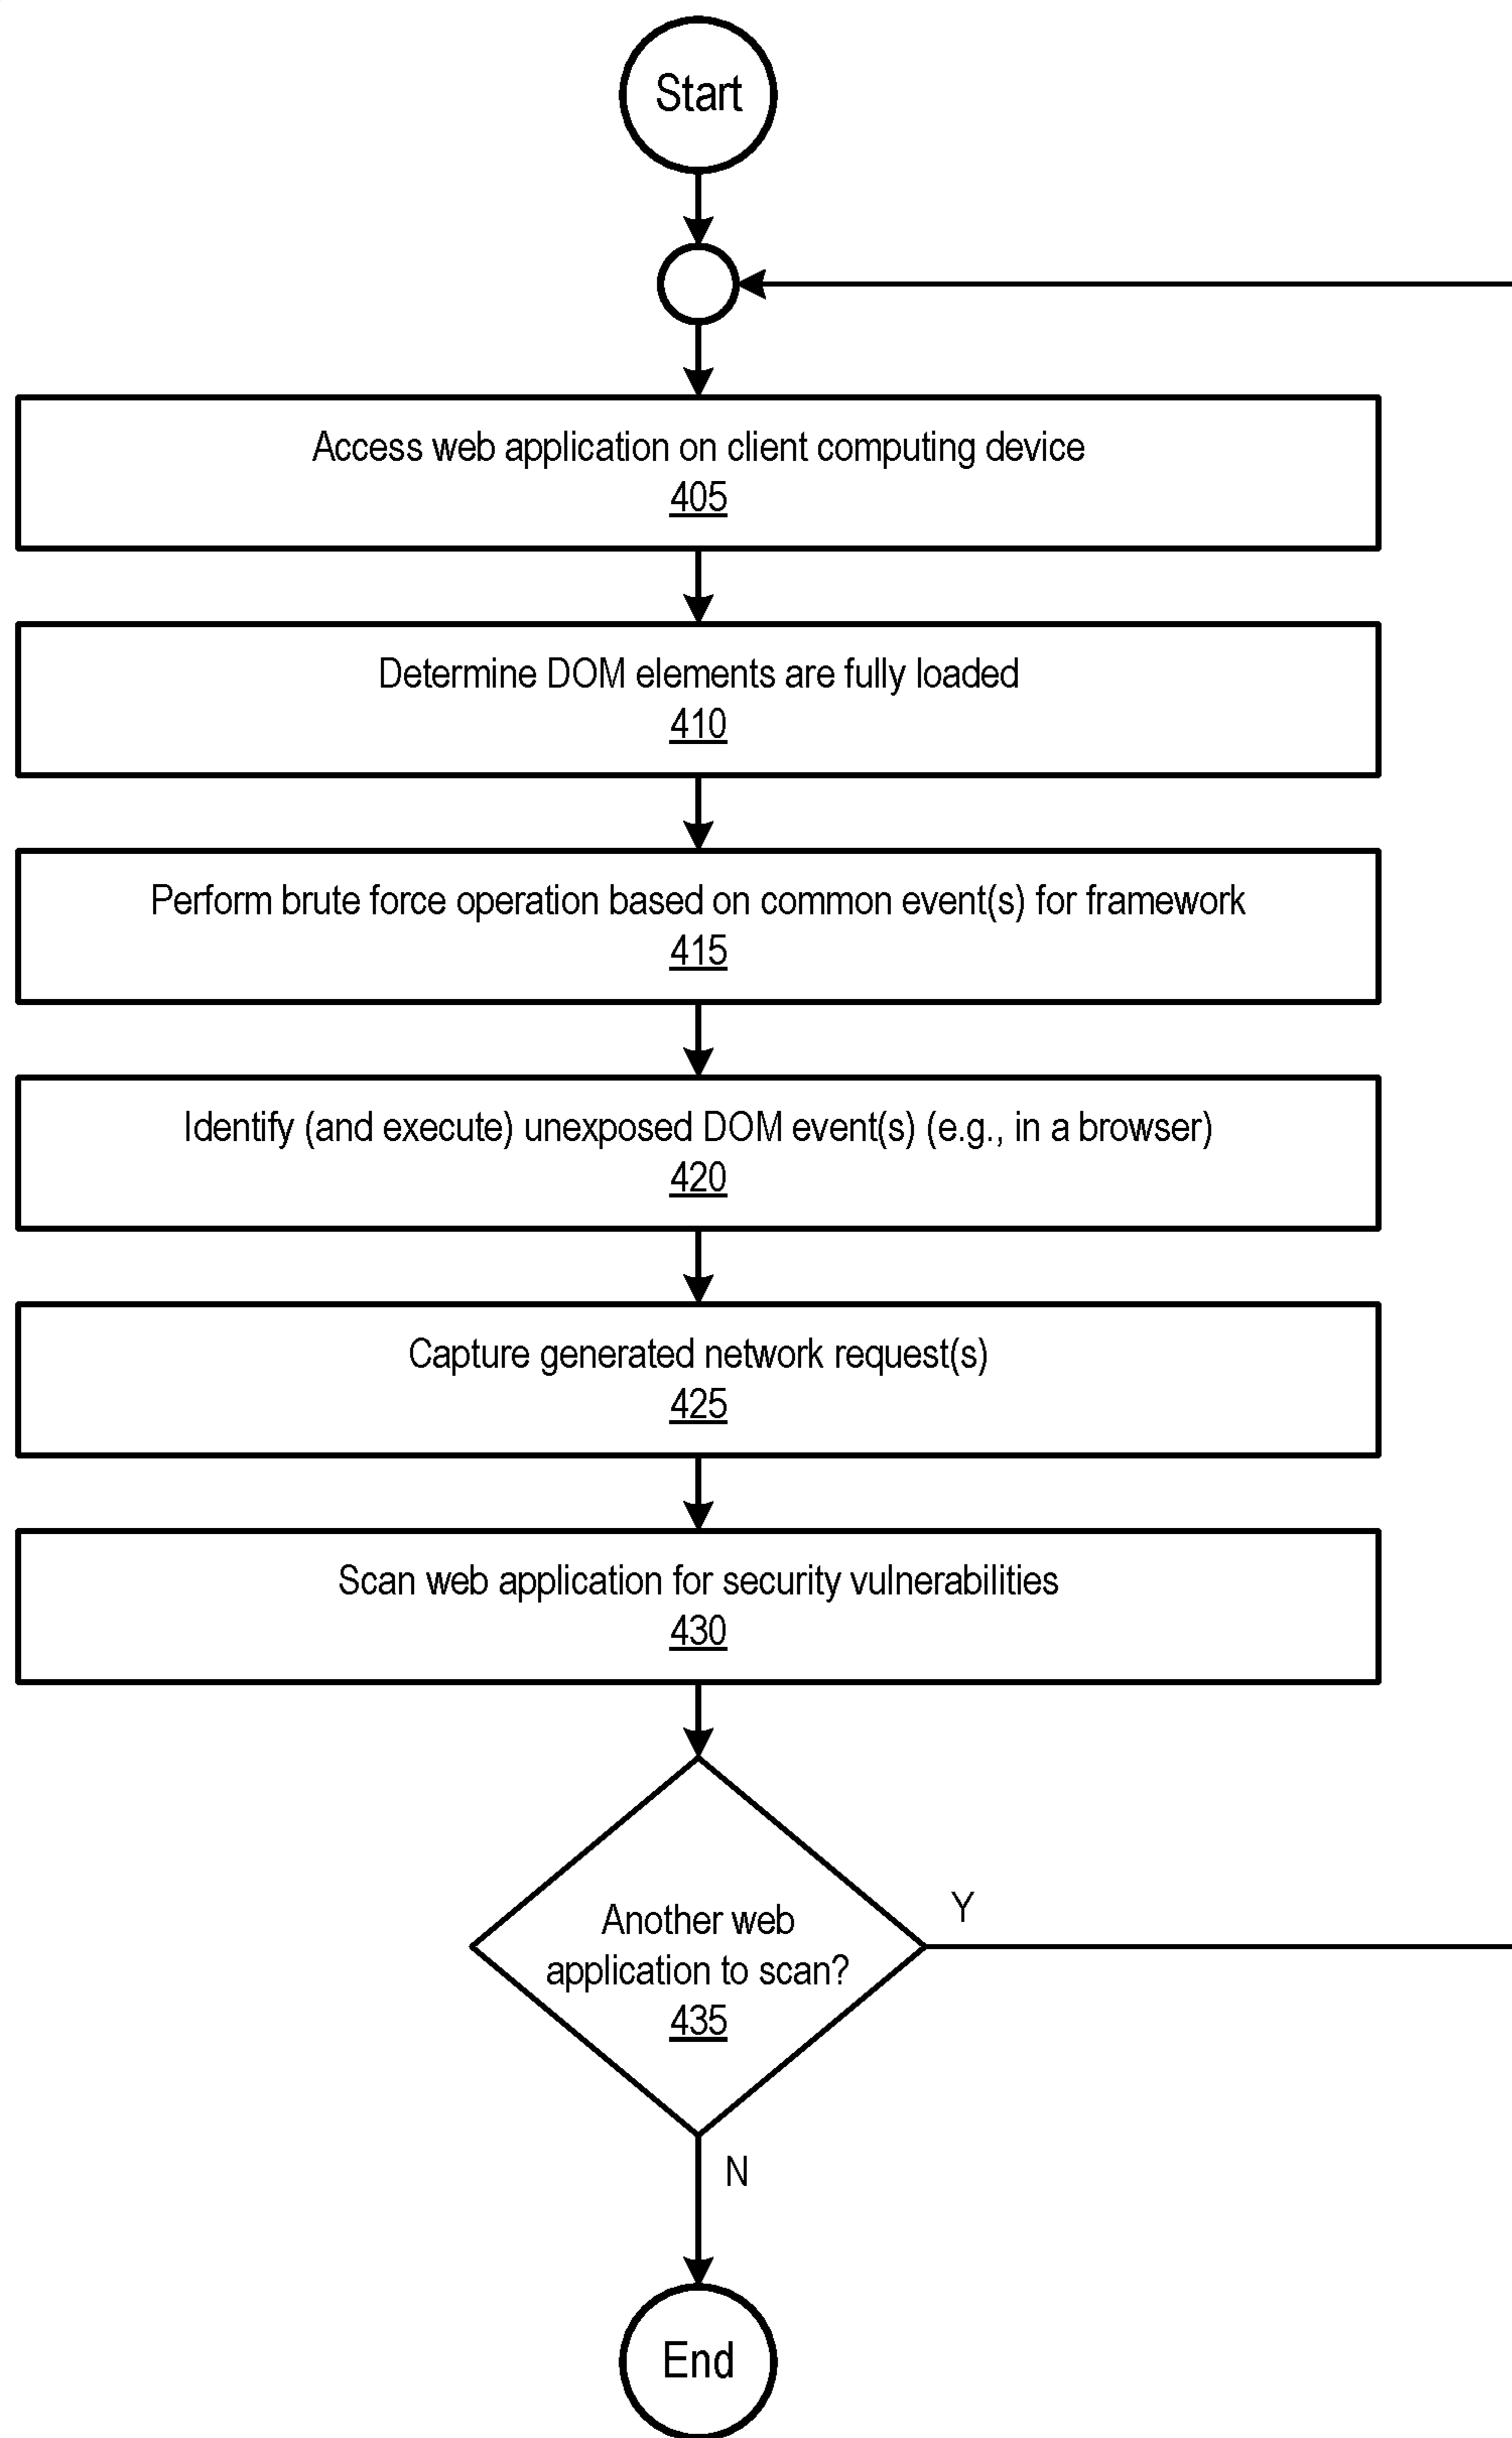 Start
Access web application on client computing device
405
Determine DOM elements are fully loaded
410
Perform brute force operation based on common event(s) for framework
415
Identify (and execute) unexposed DOM event(s) (e.g., in a browser)
420
Capture generated network request(s)
425
Scan web application for security vulnerabilities
430
Another web
application to scan?
435
Y
N
End